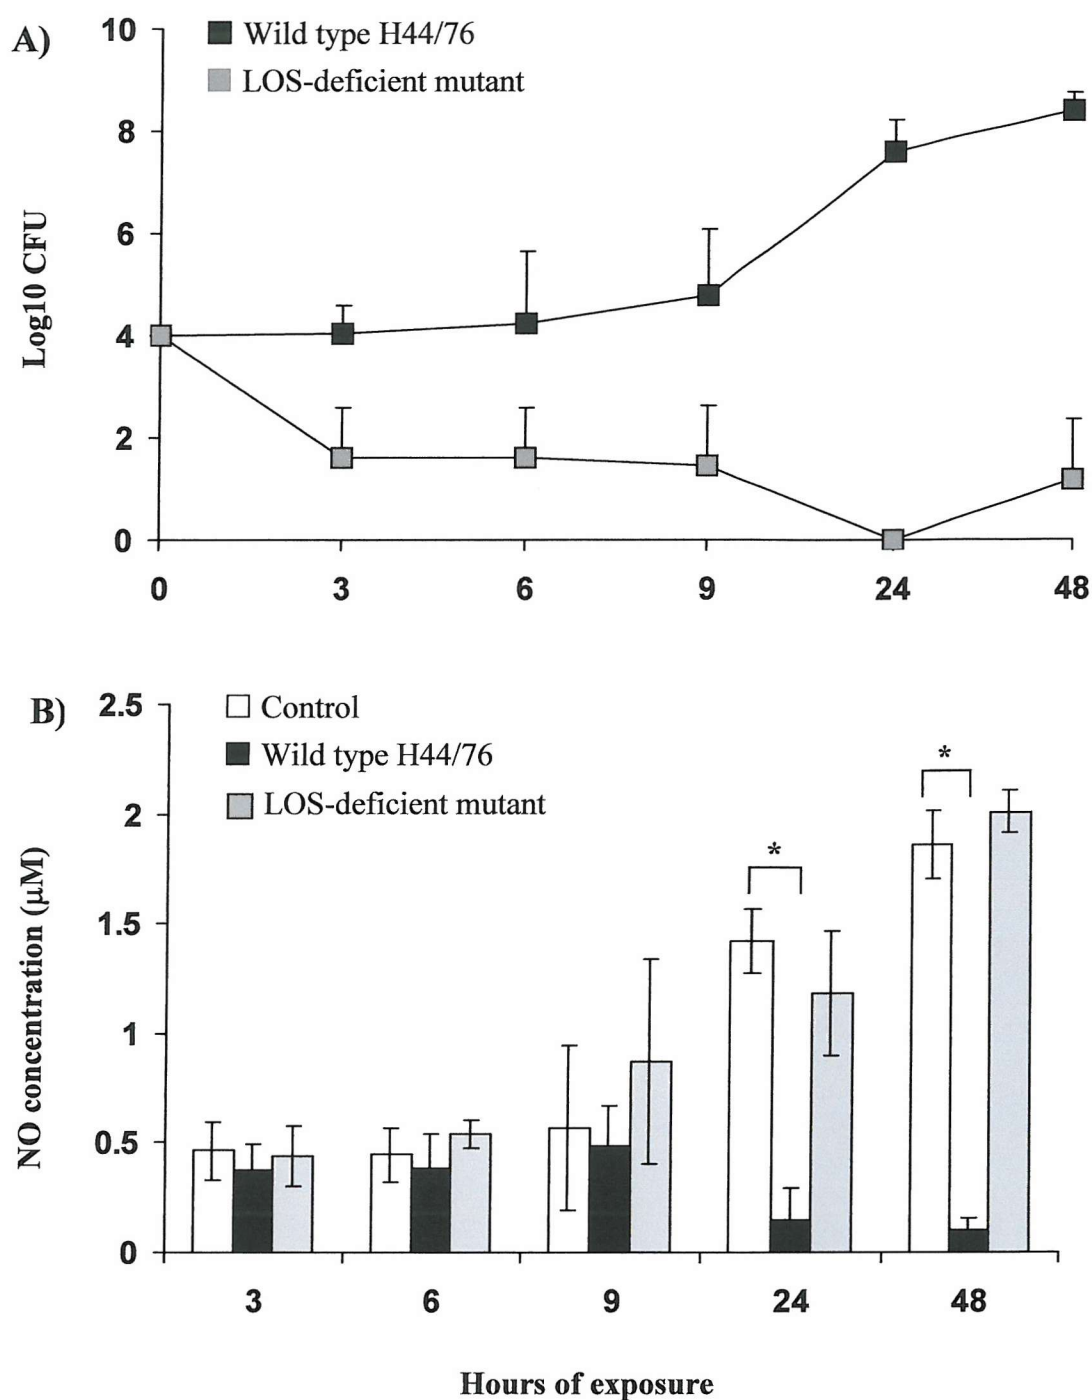 A)
Wild type H44/76
LOS-deficient mutant
Log10 CFU
10
8
6
4
2
0
0 3 6 9 24 48
B)
Control
Wild type H44/76
LOS-deficient mutant
NO concentration (μM)
2.5
2
1.5
1
0.5
0
*
*
3 6 9 24 48
Hours of exposure